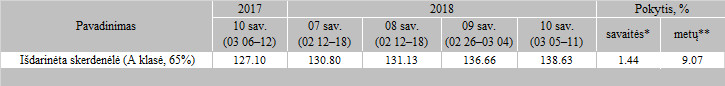 Pavadinimas 2017 2018 Pokytis, %
10 sav. 07 sav. 08 sav. 09 sav. 10 sav. savaitės* metų**
(03 06–12) (02 12–18) (02 12–18) (02 26–03 04) (03 05–11)
Išdarinėta skerdenėlė (A klasė, 65%) 127.10 130.80 131.13 136.66 138.63 1.44 9.07